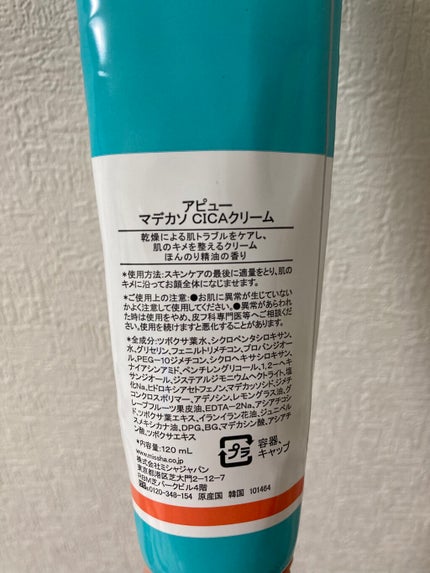 アピュー
マデカソ CICAクリーム
乾燥による肌トラブルをケアし、
肌のキメを整えるクリーム
ほんのり精油の香り
*使用方法:スキンケアの最後に適量をとり、肌の
キメに沿ってお顔全体になじませます。
*ご使用上の注意:●お肌に異常が生じていない
かよく注意して使用してください。●異常があらわれ
た時は使用をやめ、皮フ科専門医等へご相談くださ
い。使用を続けますと悪化することがあります。
*全成分:ツボクサ葉水、シクロペンタシロキサン、
水、グリセリン、フェニルトリメチコン、プロパンジオー
ル、PEG-10ジメチコン、シクロヘキサシロキサン、
ナイアシンアミド、ペンチレングリコール、1,2-ヘキ
サンジオール、ジステアルジモニウムヘクトライト、塩
化Na、ヒドロキシアセトフェノン、マデカッソシド、ジメチ
コンクロスポリマー、アデノシン、レモングラス油、グ
レープフルーツ果皮油、EDTA-2Na、アシアチコシ
ド、ツボクサ葉エキス、イランイラン花油、ジュニペル
スメキシカナ油、DPG、BG、マデカシン酸、アシアチ
ン酸、ツボクサエキス
*内容量:120 mL
www.missha.co.jp
株式会社ミシャジャパン
東京都港区芝大門2-12-7
RBM芝パークビル4階
0120-348-154 原産国 韓国 101464
プラ
容器、
キャップ